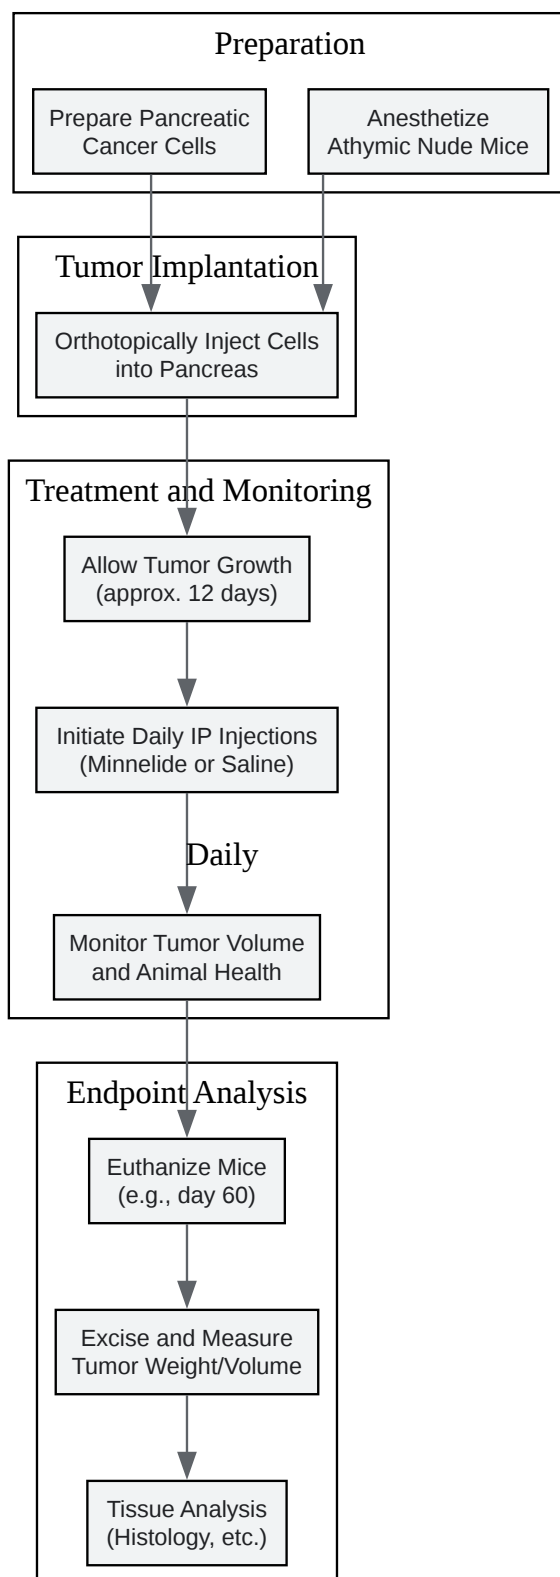 Preparation
Prepare Pancreatic
Cancer Cells
Anesthetize
Athymic Nude Mice
Tumor Implantation
Orthotopically Inject Cells
into Pancreas
Treatment and Monitoring
Allow Tumor Growth
(approx. 12 days)
Initiate Daily IP Injections
(Minnelide or Saline)
Daily
Monitor Tumor Volume
and Animal Health
Endpoint Analysis
Euthanize Mice
(e.g., day 60)
Excise and Measure
Tumor Weight/Volume
Tissue Analysis
(Histology, etc.)